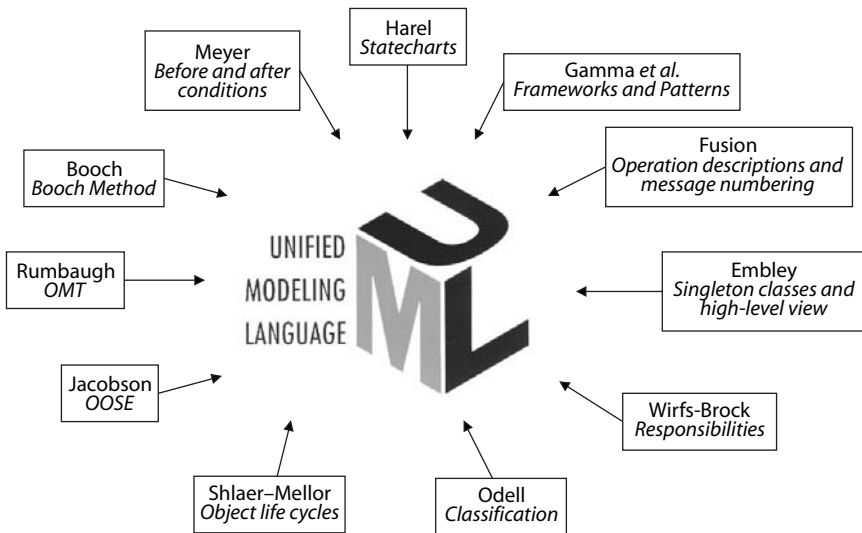 Harel
Statecharts
Meyer
Before and after
conditions
Gamma et al.
Frameworks and Patterns
Fusion
Operation descriptions and
message numbering
Booch
Booch Method
UNIFIED
MODELING
LANGUAGE
UML
Rumbaugh
OMT
Embley
Singleton classes and
high-level view
Jacobson
OOSE
Wirfs-Brock
Responsibilities
Shlaer–Mellor
Object life cycles
Odell
Classification